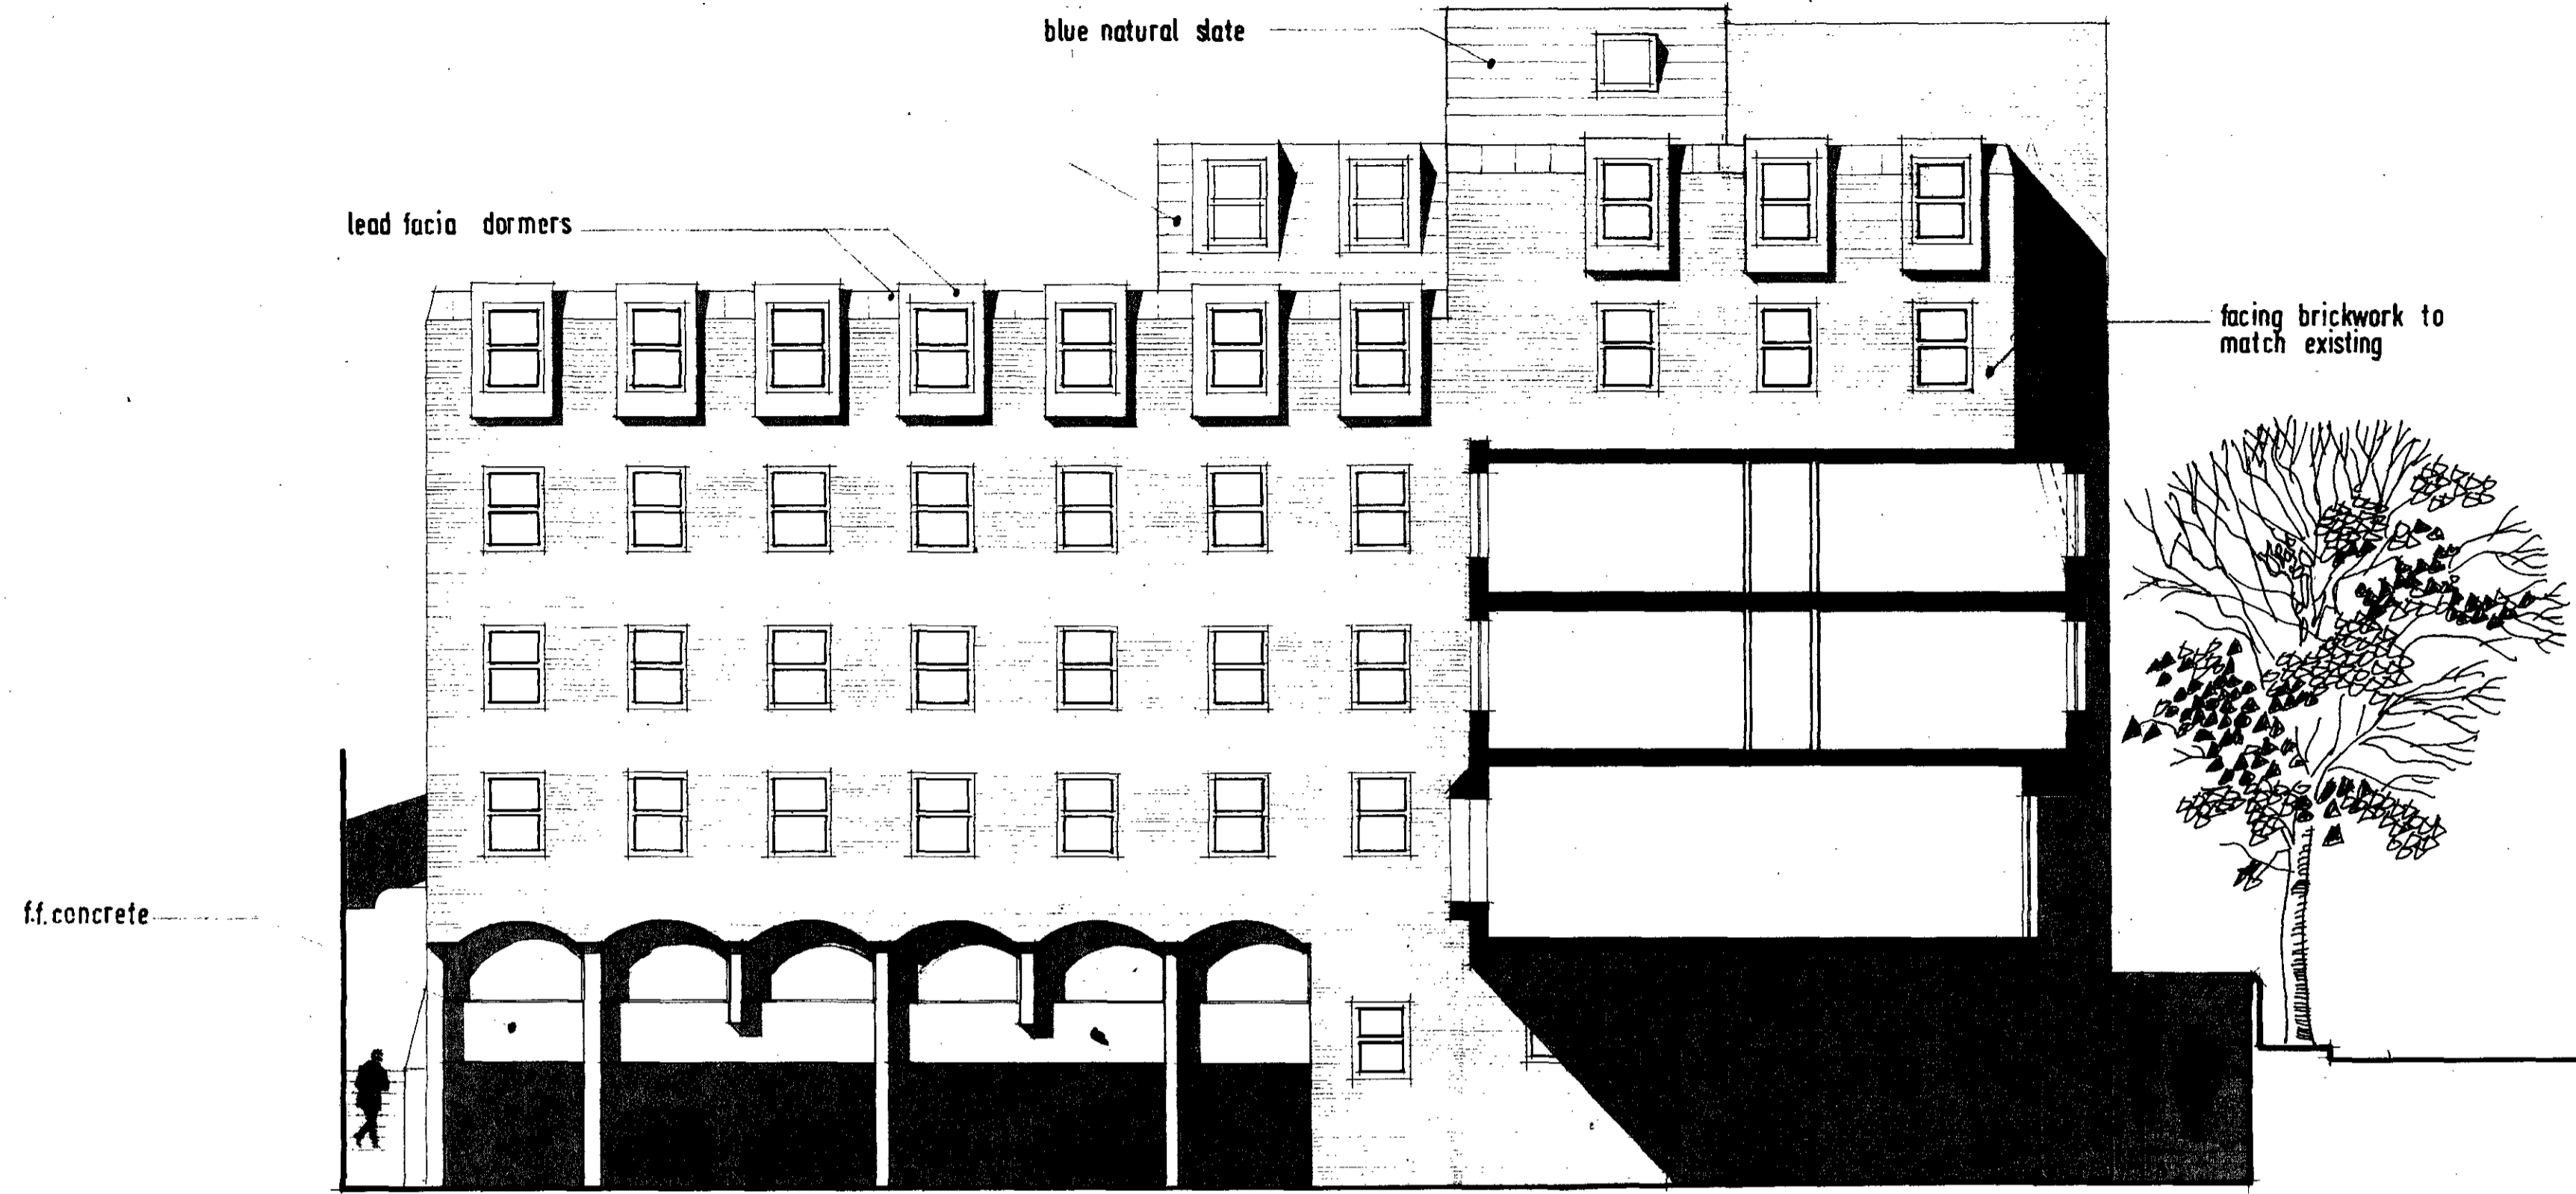 blue natural slate
lead facia dormers
facing brickwork to
match existing
f.f. concrete